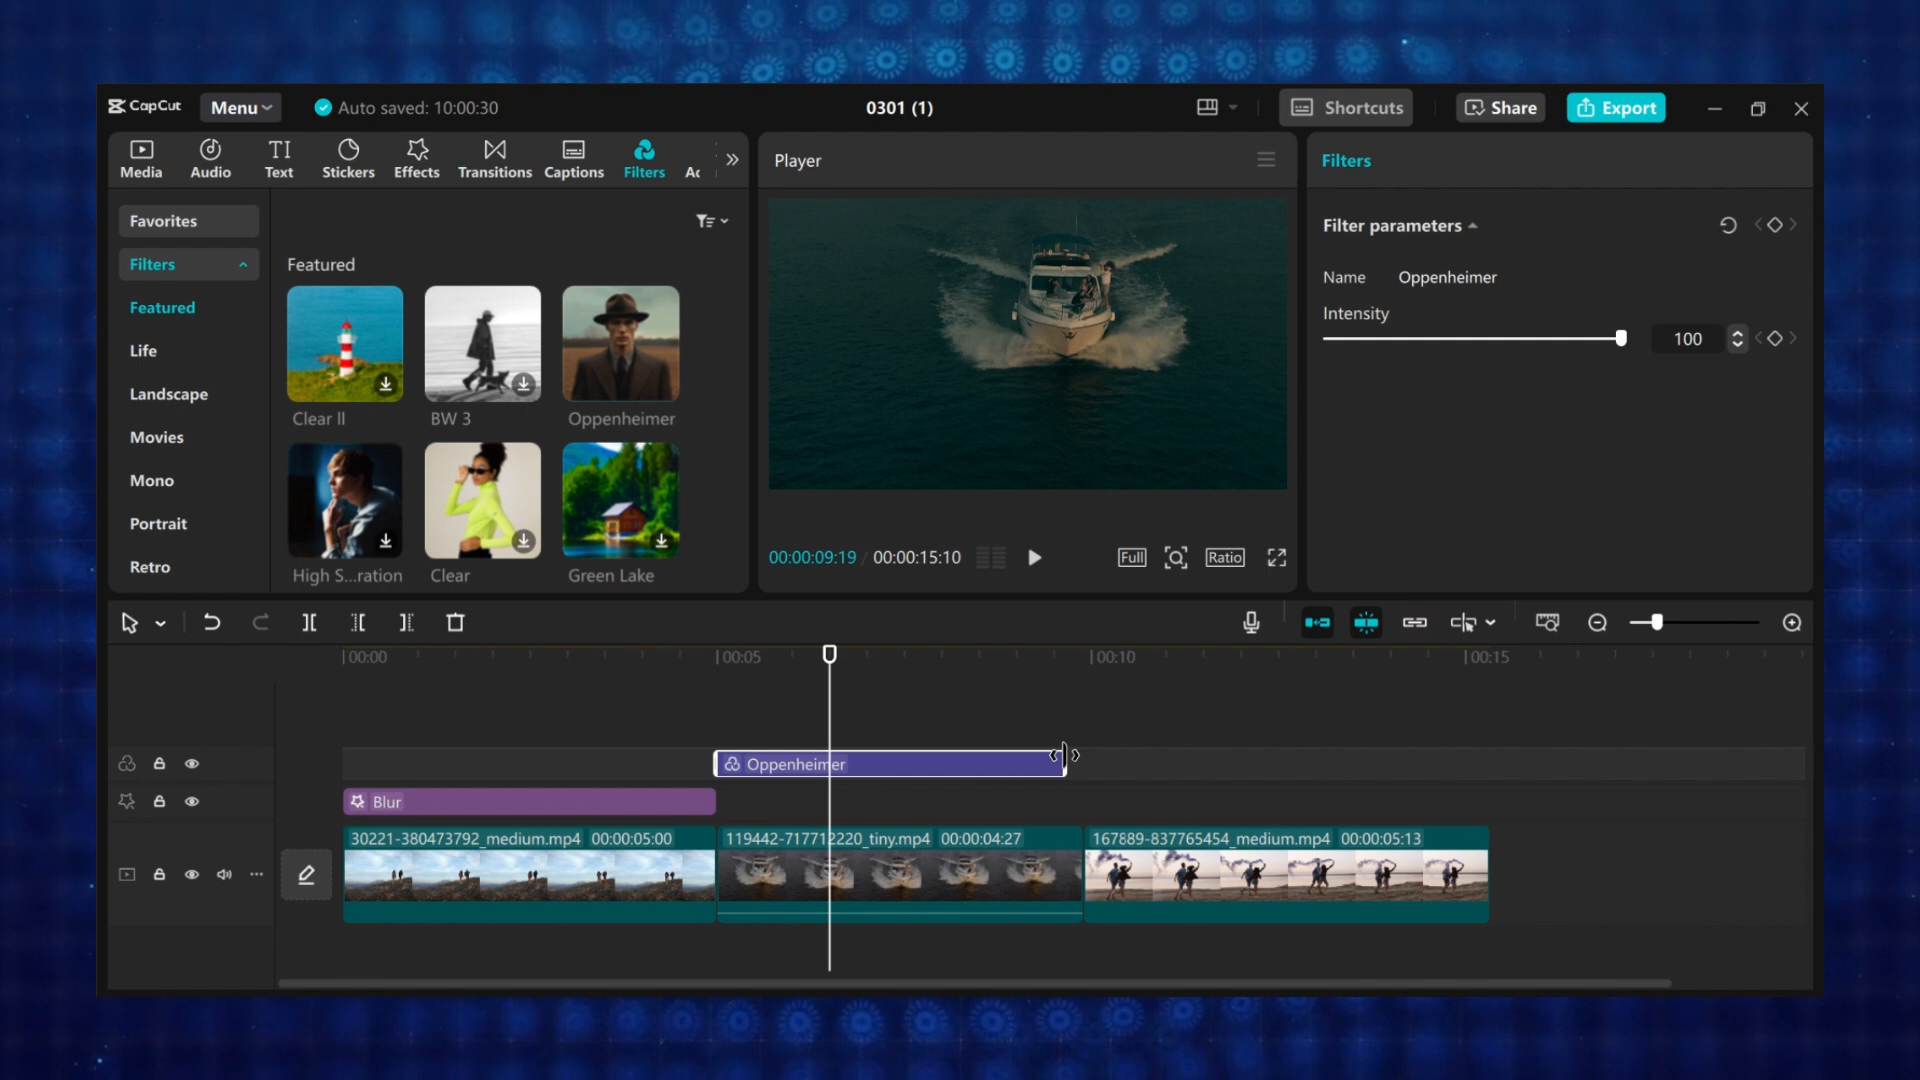 CapCut Menu Auto saved: 10:00:30 0301 (1) Shortcuts Share Export
Media Audio Text Stickers Effects Transitions Captions Filters
Favorites
Filters
Featured
Life
Landscape
Movies
Mono
Portrait
Retro
Featured
Clear ll BW 3 Oppenheimer
High S...ration Clear Green Lake
Player
00:00:09:19 / 00:00:15:10 Full Ratio
Filters
Filter parameters
Name Oppenheimer
Intensity
100
00:00 00:05 00:10 00:15
Oppenheimer
Blur
30221-380473792_medium.mp4 00:00:05:00 119442-717712220_tiny.mp4 00:00:04:27 167889-837765454_medium.mp4 00:00:05:13